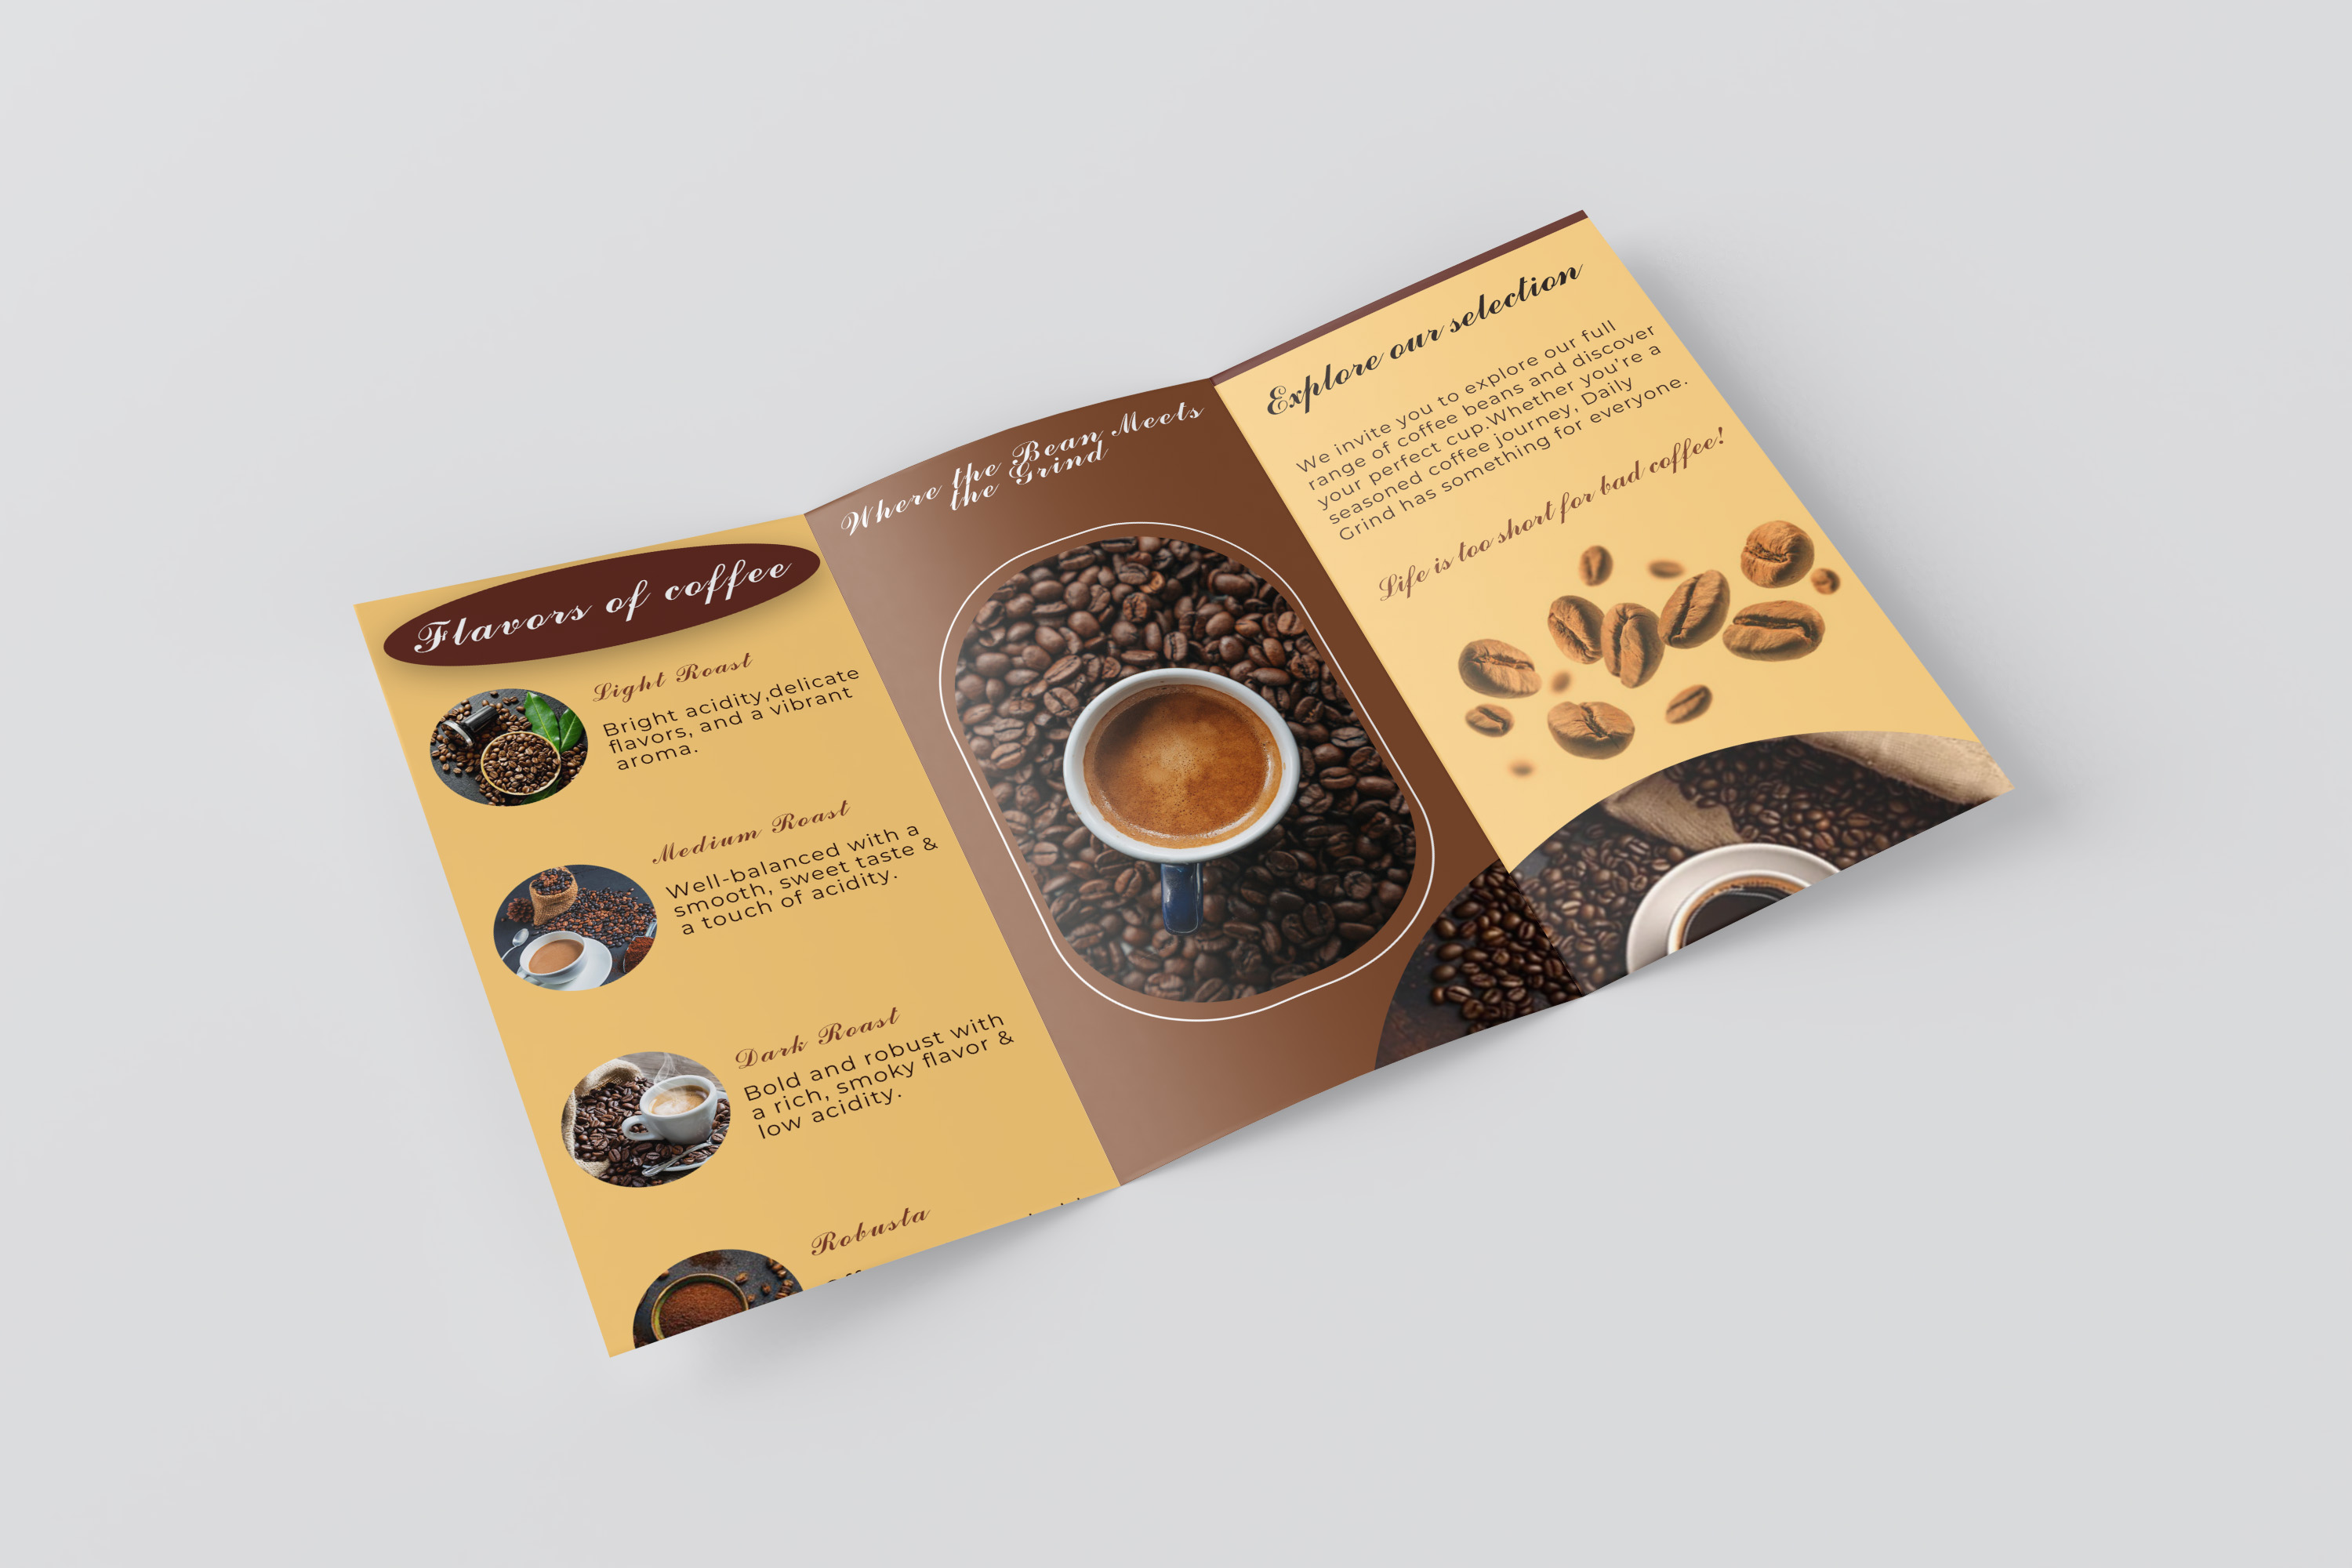 Flavors of coffee
Light Roast
Bright acidity,delicate
flavors, and a vibrant
aroma.
Medium Roast
Well-balanced with a
smooth, sweet taste &
a touch of acidity.
Dark Roast
Bold and robust with
a rich, smoky flavor &
low acidity.
Robusta
Where the Bean Meets
the Grind
Explore our selection
We invite you to explore our full
range of coffee beans and discover
your perfect cup.Whether you're a
seasoned coffee journey, Daily
Grind has something for everyone.
Life is too short for bad coffee!